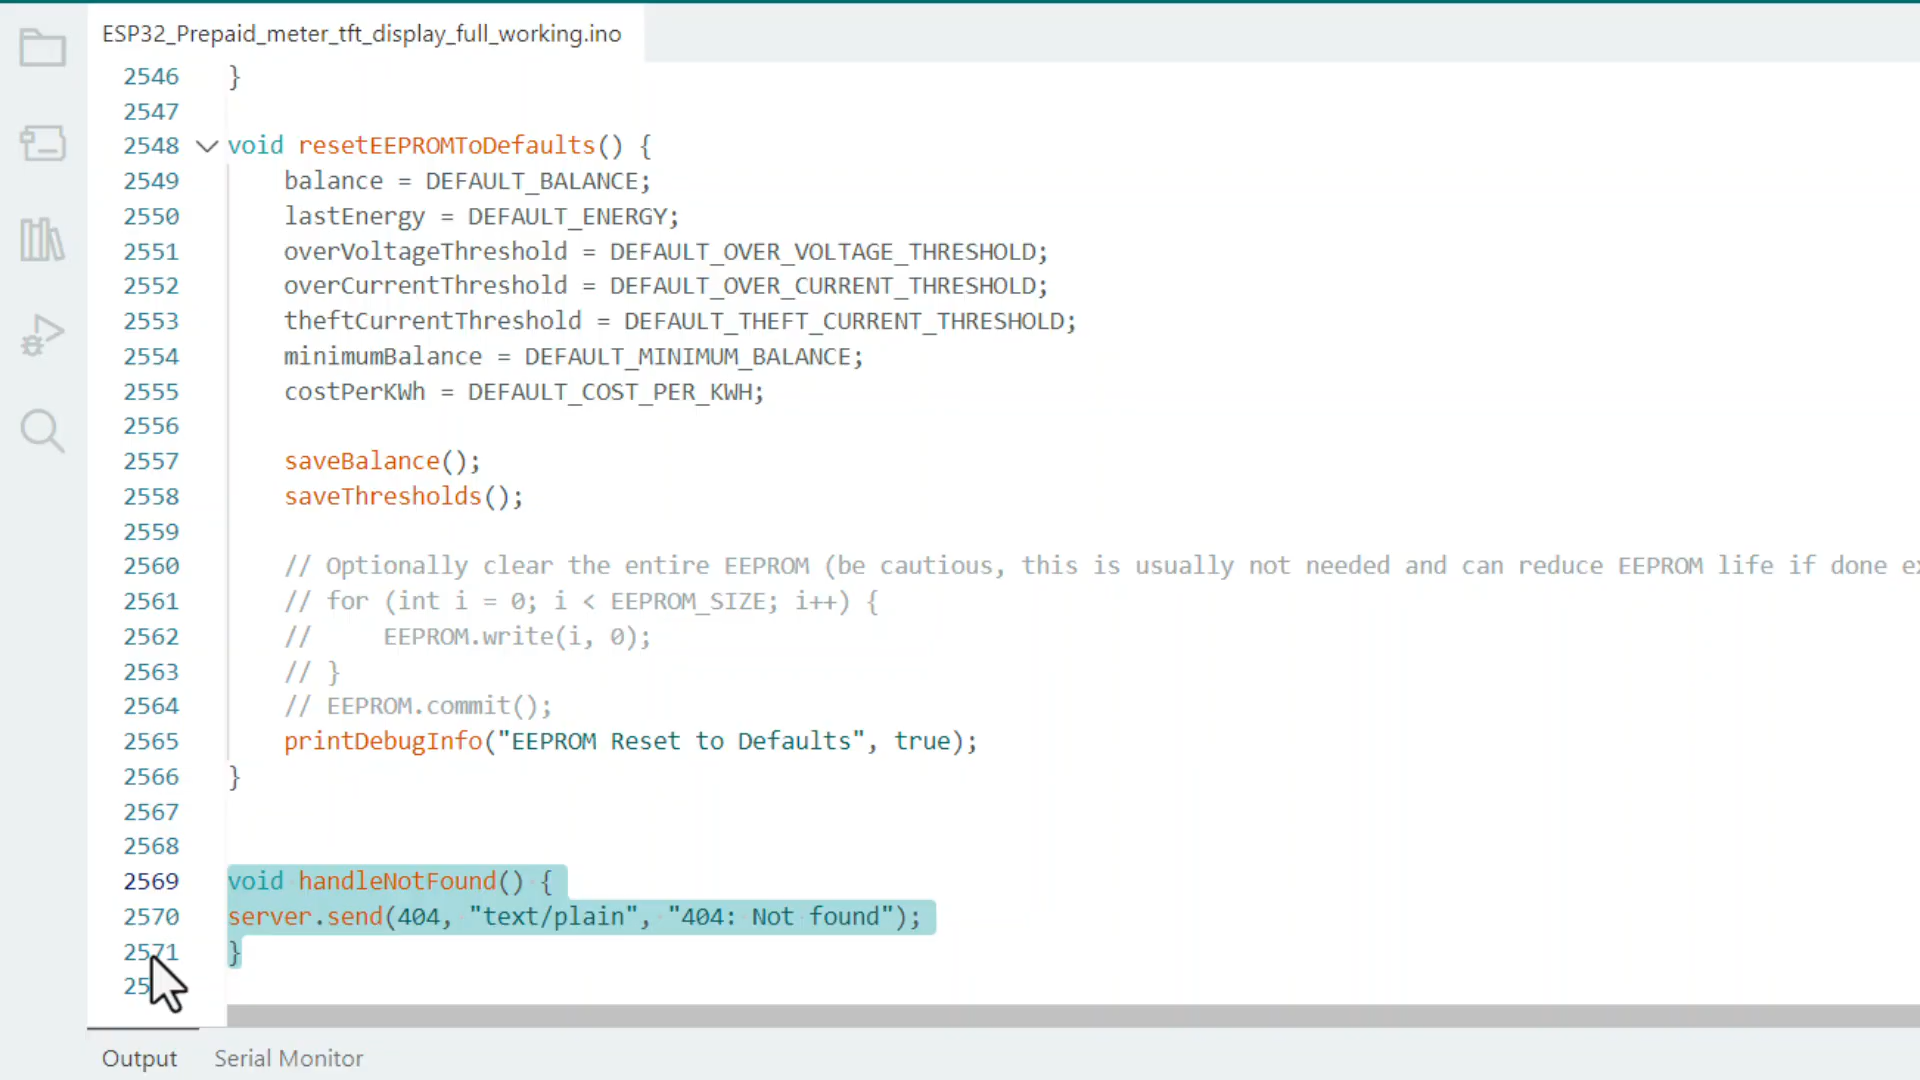 ESP32_Prepaid_meter_tft_display_full_working.ino
2546 }
2547
2548 void resetEEPROMToDefaults() {
2549 balance = DEFAULT_BALANCE;
2550 lastEnergy = DEFAULT_ENERGY;
2551 overVoltageThreshold = DEFAULT_OVER_VOLTAGE_THRESHOLD;
2552 overCurrentThreshold = DEFAULT_OVER_CURRENT_THRESHOLD;
2553 theftCurrentThreshold = DEFAULT_THEFT_CURRENT_THRESHOLD;
2554 minimumBalance = DEFAULT_MINIMUM_BALANCE;
2555 costPerKWh = DEFAULT_COST_PER_KWH;
2556
2557 saveBalance();
2558 saveThresholds();
2559
2560 // Optionally clear the entire EEPROM (be cautious, this is usually not needed and can reduce EEPROM life if done
2561 // for (int i = 0; i < EEPROM_SIZE; i++) {
2562 // EEPROM.write(i, 0);
2563 // }
2564 // EEPROM.commit();
2565 printDebugInfo("EEPROM Reset to Defaults", true);
2566 }
2567
2568
2569 void handleNotFound() {
2570 server.send(404, "text/plain", "404: Not found");
2571 }
Output Serial Monitor